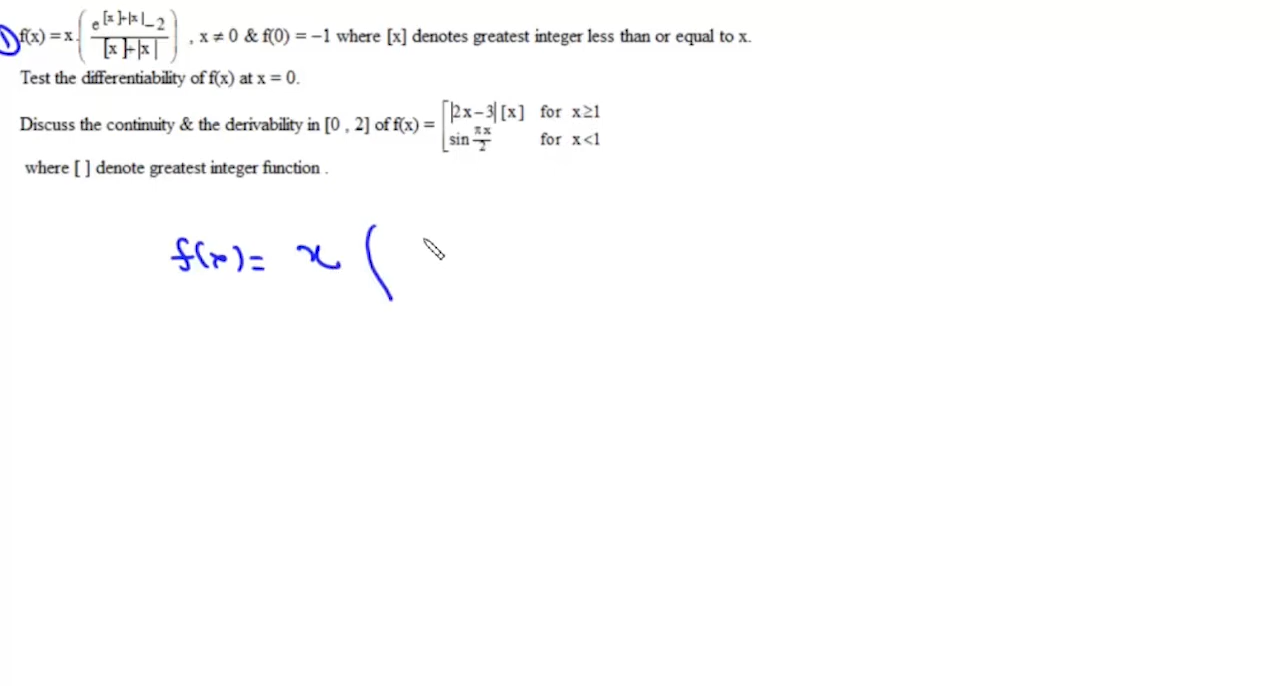 ① f(x) = x. ( e^{[x]+|x|} – 2 / [x]+|x| ) , x ≠ 0 & f(0) = −1 where [x] denotes greatest integer less than or equal to x.
Test the differentiability of f(x) at x = 0.
Discuss the continuity & the derivability in [0 , 2] of f(x) = [ |2x−3| [x] for x≥1
sin πx/2 for x<1
where [ ] denote greatest integer function .
f(x) = x (